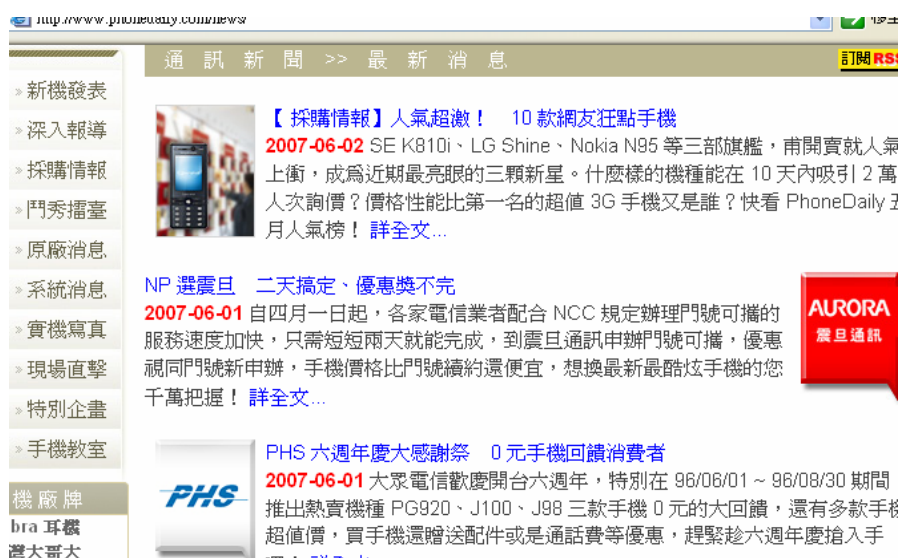 http://www.phonedaily.com/news/
通訊新聞 >> 最新消息
訂閱RSS
» 新機發表
» 深入報導
» 採購情報
» 鬥秀擂臺
» 原廠消息
» 系統消息
» 實機寫真
» 現場直擊
» 特別企畫
» 手機教室
機廠牌
bra 耳機
灣大哥大
【 採購情報】人氣超激！ 10 款網友狂點手機
2007-06-02 SE K810i、LG Shine、Nokia N95 等三部旗艦，甫開賣就人氣
上衝，成為近期最亮眼的三顆新星。什麼樣的機種能在 10 天內吸引 2 萬
人次詢價？價格性能比第一名的超值 3G 手機又是誰？快看 PhoneDaily 五
月人氣榜！ 詳全文...
NP 選震旦 二天搞定、優惠獎不完
2007-06-01 自四月一日起，各家電信業者配合 NCC 規定辦理門號可攜的
服務速度加快，只需短短兩天就能完成，到震旦通訊申辦門號可攜，優惠
視同門號新申辦，手機價格比門號續約還便宜，想換最新最酷炫手機的您
千萬把握！ 詳全文...
AURORA
震旦通訊
PHS
PHS 六週年慶大感謝祭 0 元手機回饋消費者
2007-06-01 大眾電信歡慶開台六週年，特別在 96/06/01 ~ 96/08/30 期間
推出熱賣機種 PG920、J100、J98 三款手機 0 元的大回饋，還有多款手機
超值價，買手機還贈送配件或是通話費等優惠，趕緊趁六週年慶搶入手